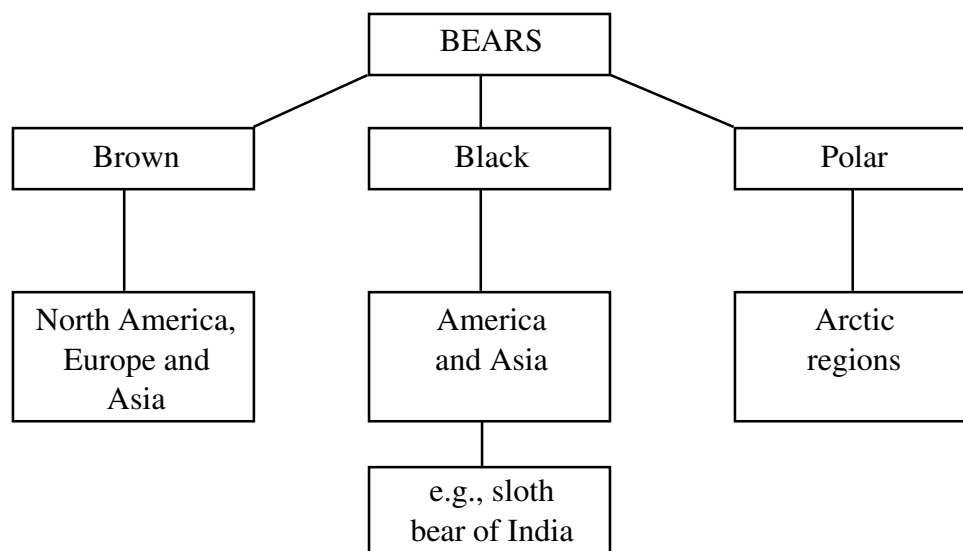 BEARS
Brown
Black
Polar
North America,
Europe and
Asia
America
and Asia
Arctic
regions
e.g., sloth
bear of India